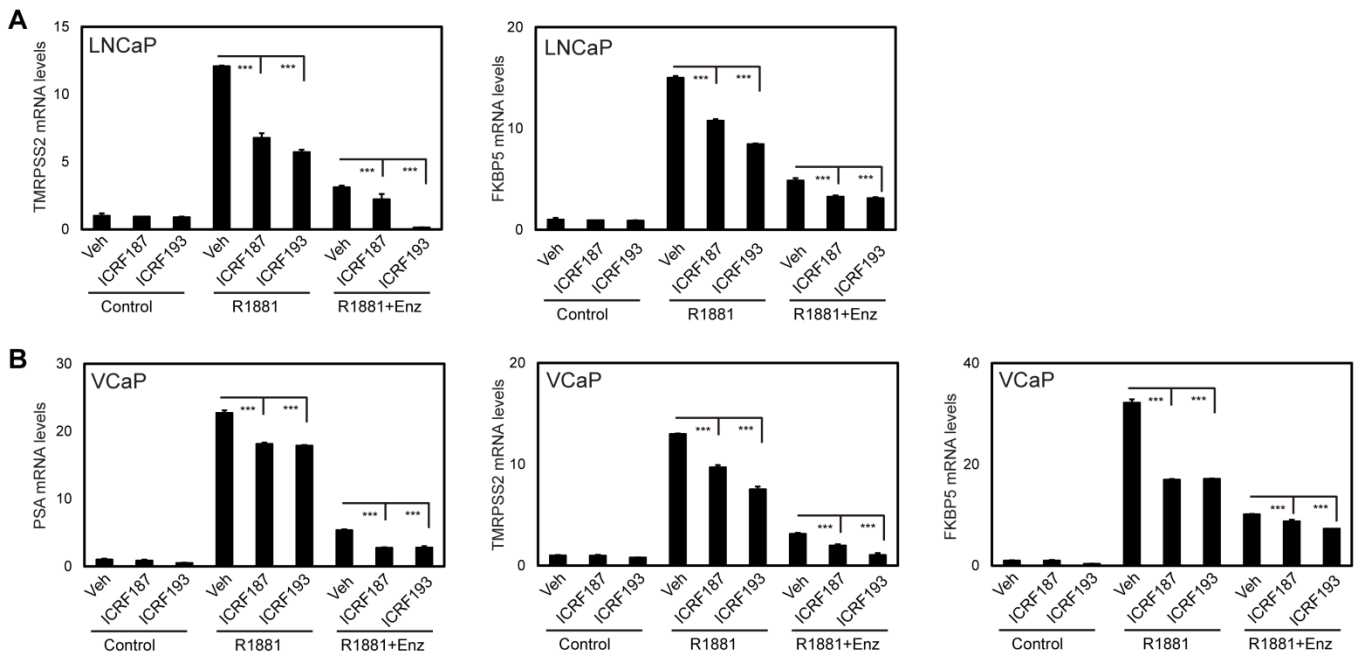 A
LNCaP
TMRPSS2 mRNA levels
15
10
5
0
*** ***
*** ***
Veh ICRF187 ICRF193 Veh ICRF187 ICRF193 Veh ICRF187 ICRF193
Control R1881 R1881+Enz
LNCaP
FKBP5 mRNA levels
20
10
0
*** ***
*** ***
Veh ICRF187 ICRF193 Veh ICRF187 ICRF193 Veh ICRF187 ICRF193
Control R1881 R1881+Enz
B
VCaP
PSA mRNA levels
30
20
10
0
*** ***
*** ***
Veh ICRF187 ICRF193 Veh ICRF187 ICRF193 Veh ICRF187 ICRF193
Control R1881 R1881+Enz
VCaP
TMRPSS2 mRNA levels
20
10
0
*** ***
*** ***
Veh ICRF187 ICRF193 Veh ICRF187 ICRF193 Veh ICRF187 ICRF193
Control R1881 R1881+Enz
VCaP
FKBP5 mRNA levels
40
20
0
*** ***
*** ***
Veh ICRF187 ICRF193 Veh ICRF187 ICRF193 Veh ICRF187 ICRF193
Control R1881 R1881+Enz